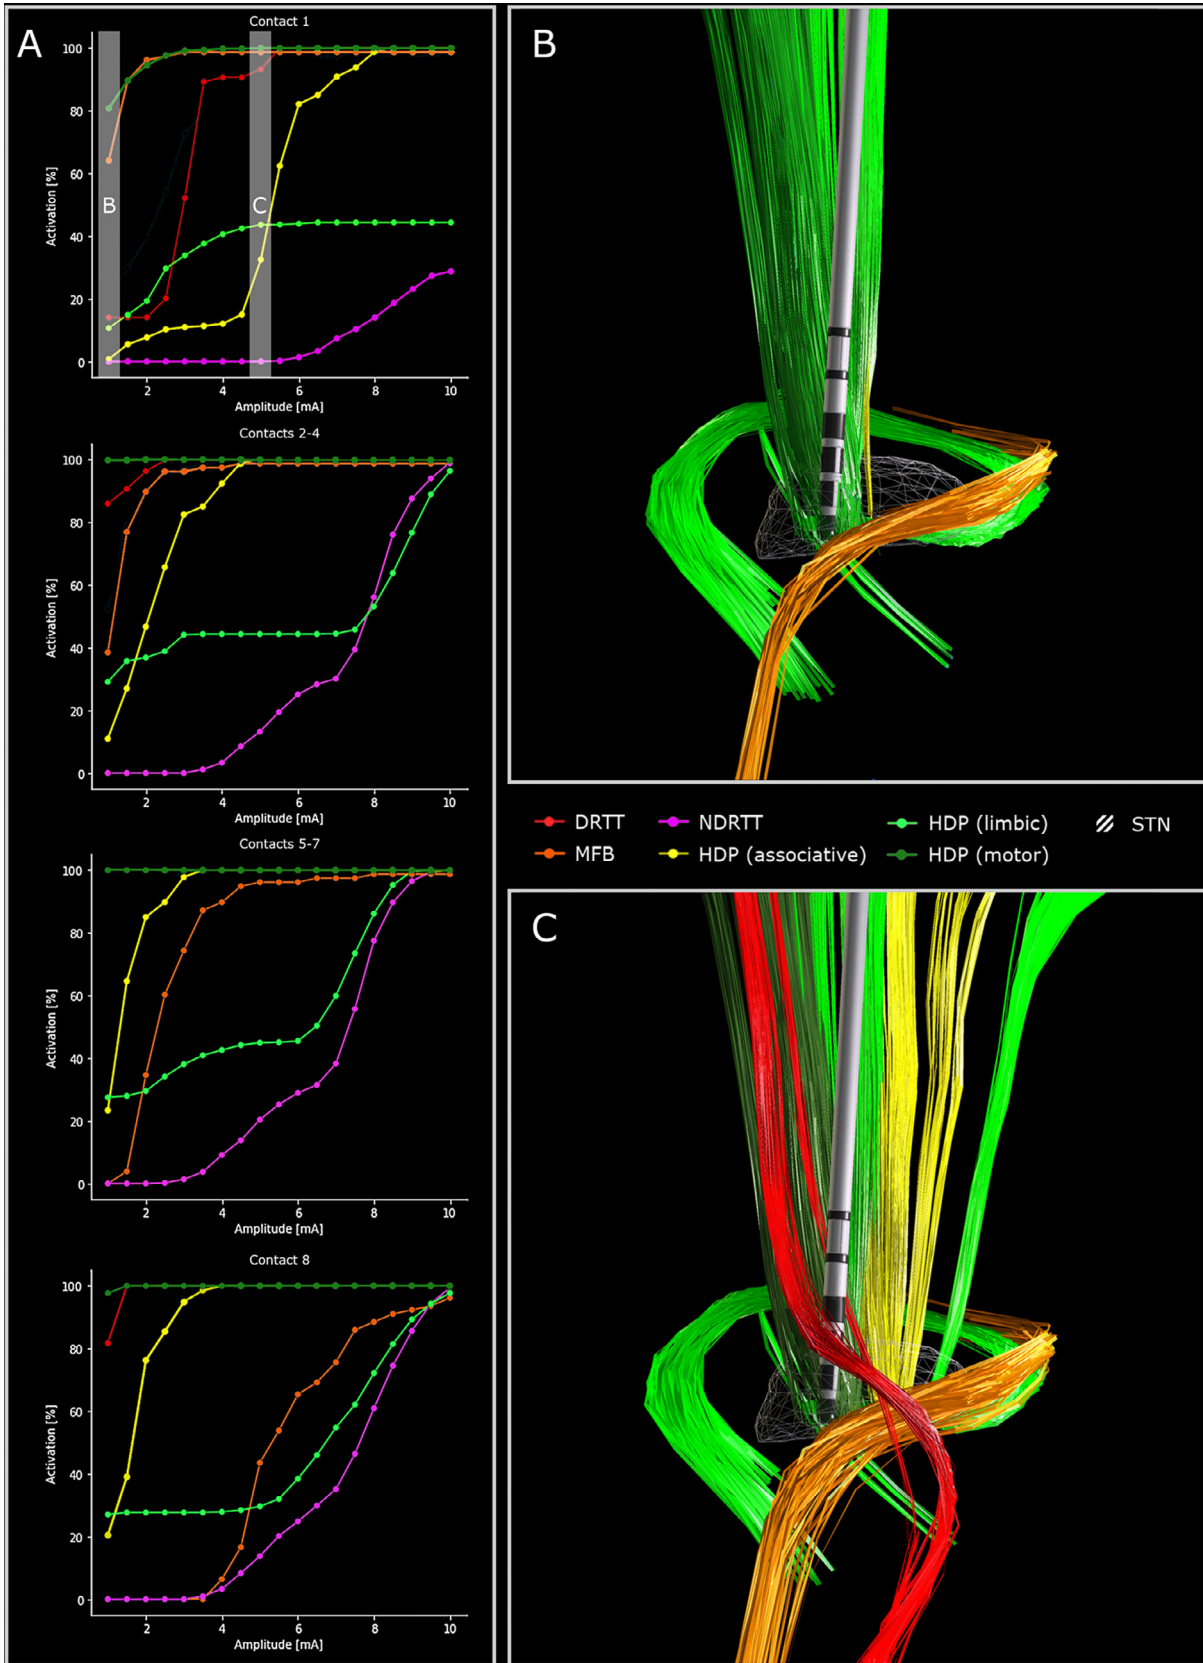 A
Contact 1
100
80
60
40
20
0
Activation [%]
B
C
2
4
6
8
10
Amplitude [mA]
Contacts 2-4
100
80
60
40
20
0
Activation [%]
2
4
6
8
10
Amplitude [mA]
Contacts 5-7
100
80
60
40
20
0
Activation [%]
2
4
6
8
10
Amplitude [mA]
Contact 8
100
80
60
40
20
0
Activation [%]
2
4
6
8
10
Amplitude [mA]
B
DRTT
NDRTT
HDP (limbic)
STN
MFB
HDP (associative)
HDP (motor)
C